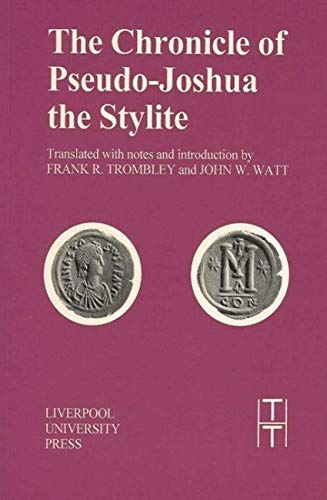 The Chronicle of
Pseudo-Joshua
the Stylite
Translated with notes and introduction by
FRANK R. TROMBLEY and JOHN W. WATT
M
CON
LIVERPOOL
UNIVERSITY
PRESS
T
T